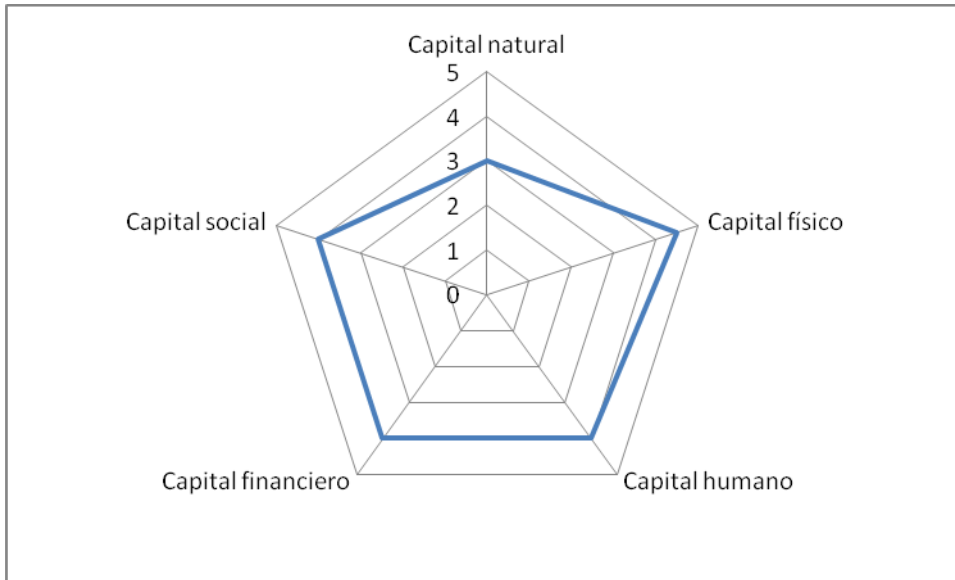 Capital natural
5
4
3
2
1
0
Capital social
Capital físico
Capital financiero
Capital humano